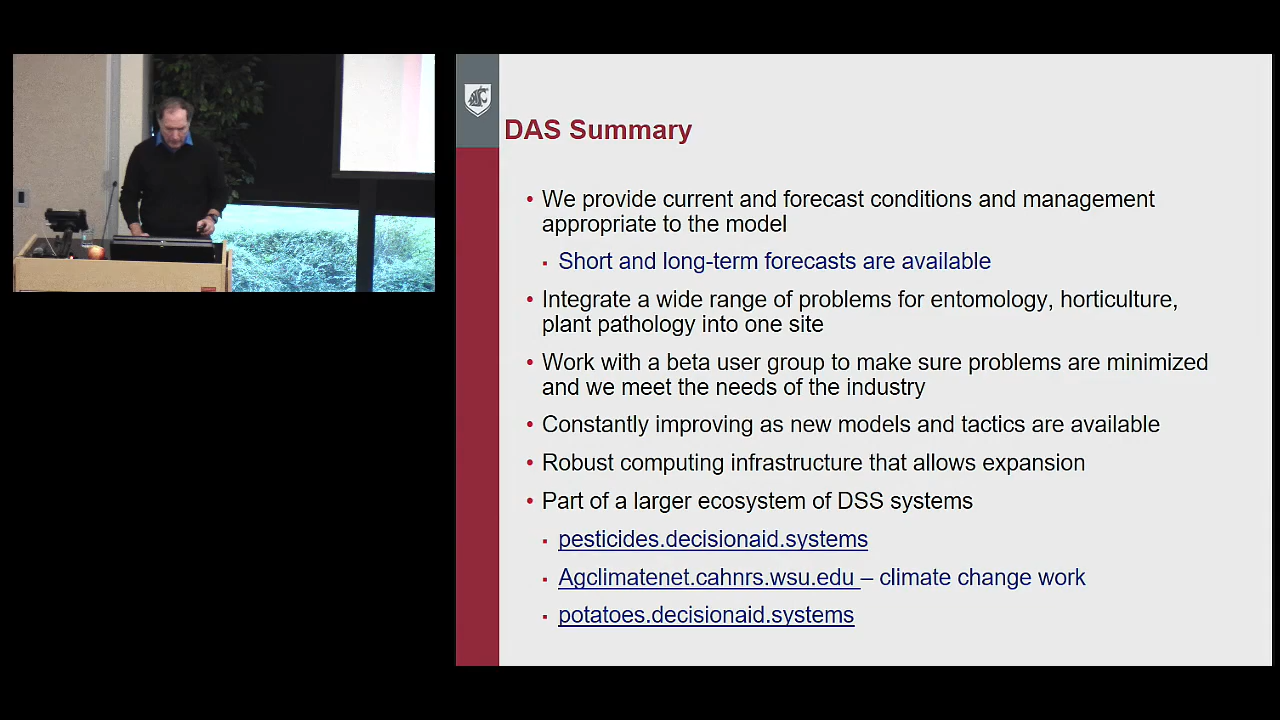 DAS Summary
• We provide current and forecast conditions and management
appropriate to the model
▪ Short and long-term forecasts are available
• Integrate a wide range of problems for entomology, horticulture,
plant pathology into one site
• Work with a beta user group to make sure problems are minimized
and we meet the needs of the industry
• Constantly improving as new models and tactics are available
• Robust computing infrastructure that allows expansion
• Part of a larger ecosystem of DSS systems
▪ pesticides.decisionaid.systems
▪ Agclimatenet.cahnrs.wsu.edu – climate change work
▪ potatoes.decisionaid.systems